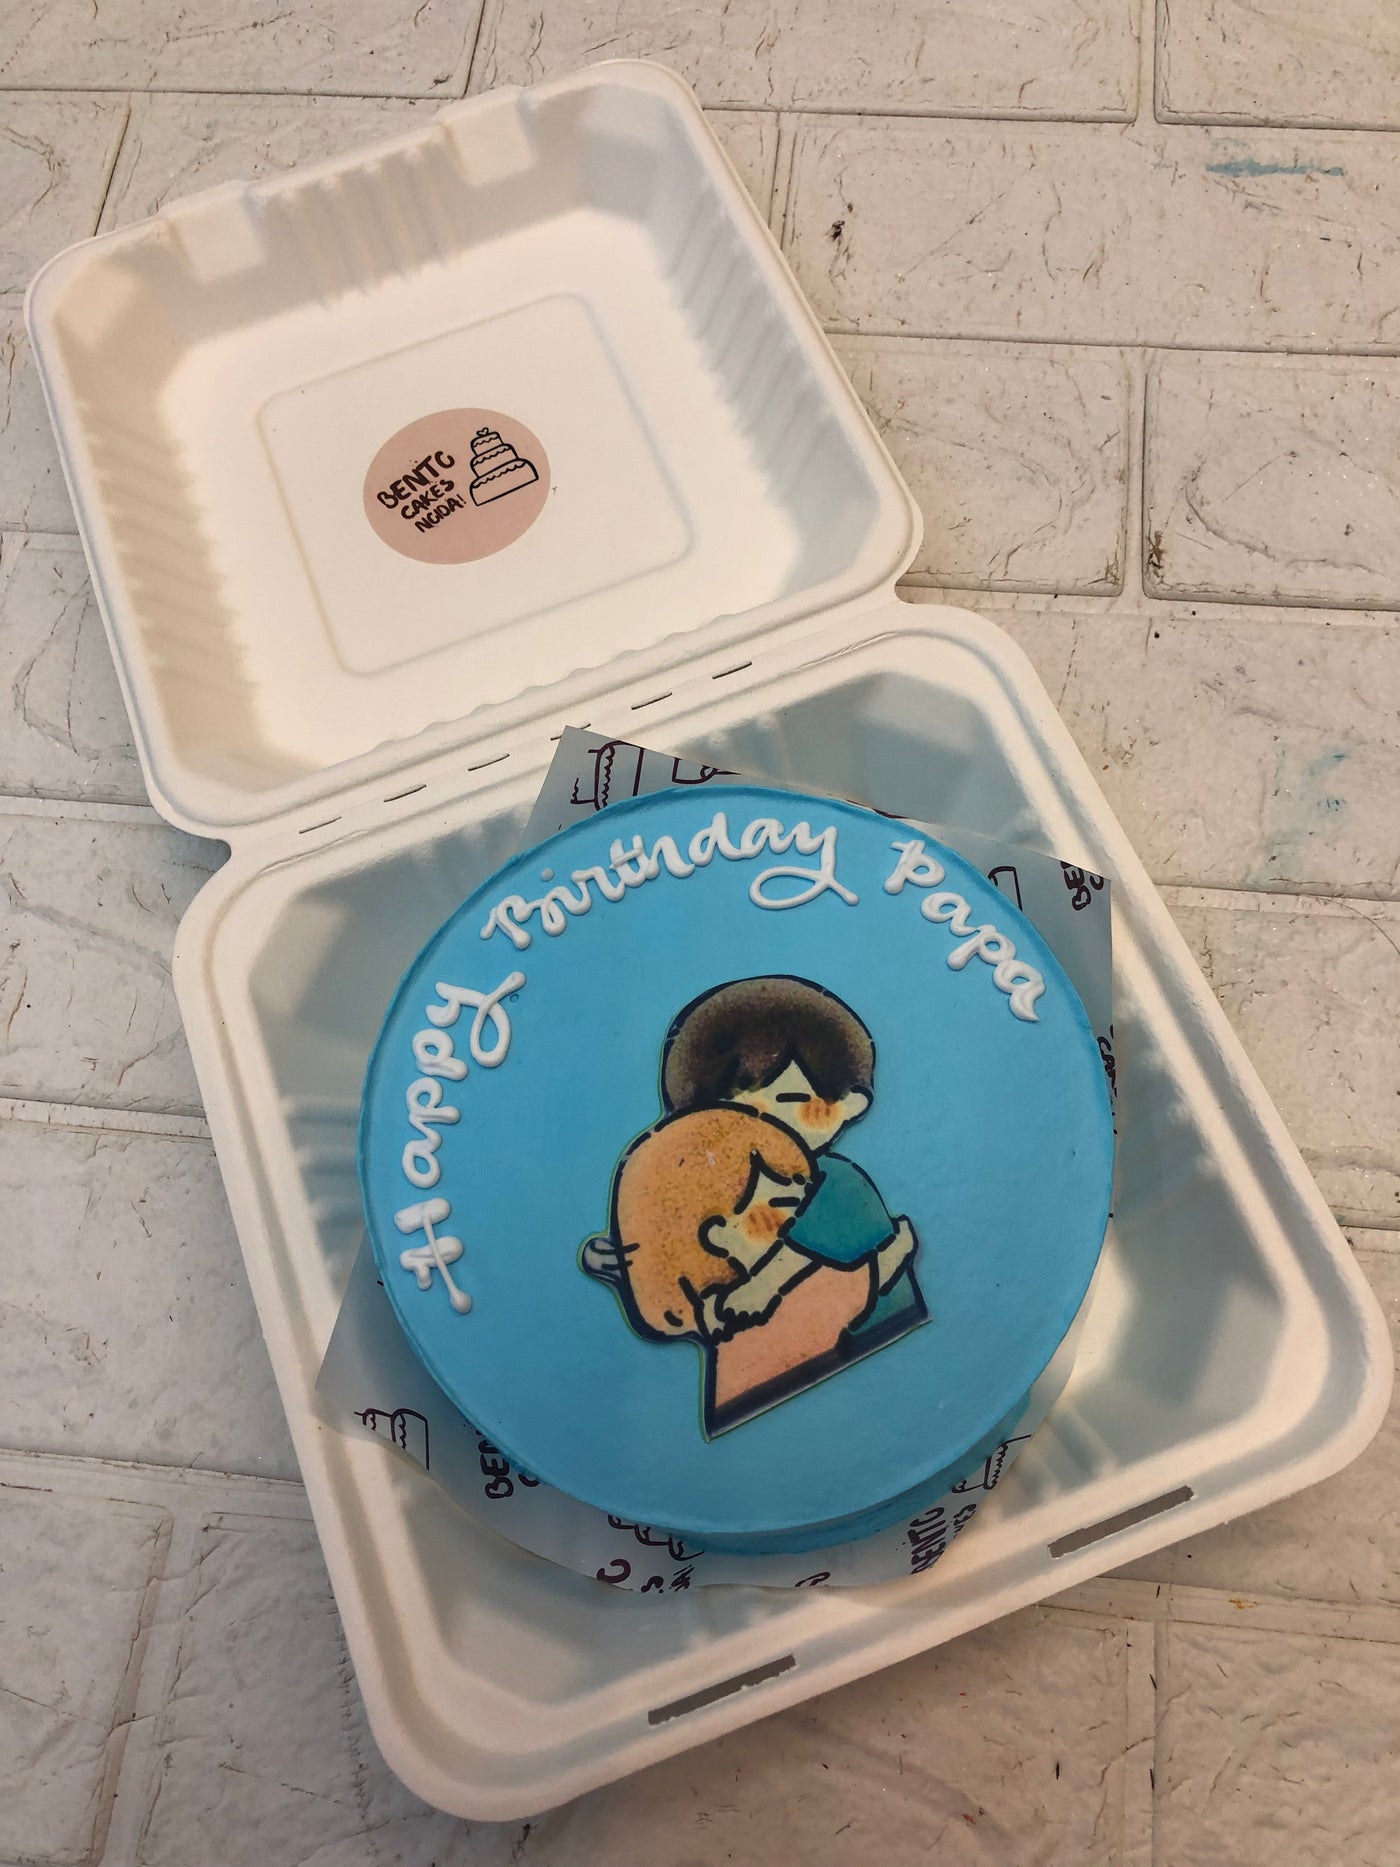 BENTO
CAKES
NOIDA!
Happy Birthday Papa